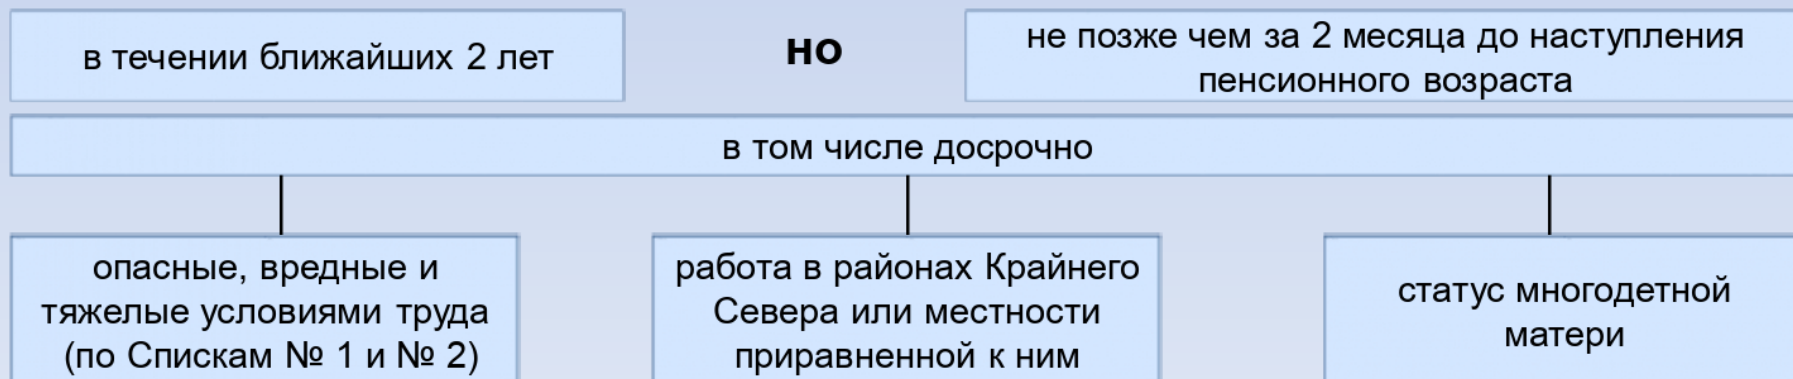 в течении ближайших 2 лет
но
не позже чем за 2 месяца до наступления
пенсионного возраста
в том числе досрочно
опасные, вредные и
тяжелые условиями труда
(по Спискам № 1 и № 2)
работа в районах Крайнего
Севера или местности
приравненной к ним
статус многодетной
матери